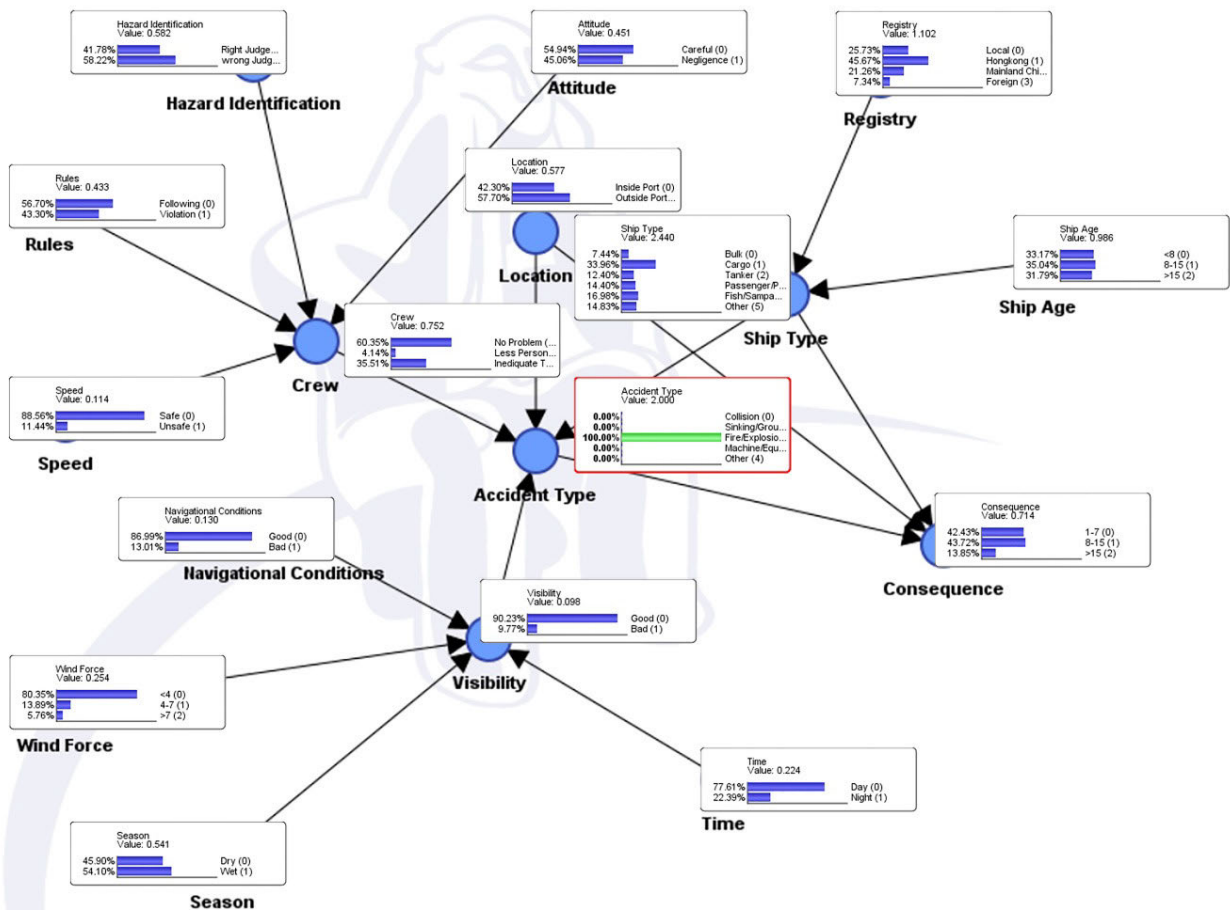 Hazard Identification
Value: 0.582
41.78% Right Judge...
58.22% wrong Judg...
Hazard Identification
Attitude
Value: 0.451
54.94% Careful (0)
45.06% Negligence (1)
Attitude
Registry
Value: 1.102
25.73% Local (0)
45.67% Hongkong (1)
21.26% Mainland Chi...
7.34% Foreign (3)
Registry
Rules
Value: 0.433
56.70% Following (0)
43.30% Violation (1)
Rules
Location
Value: 0.577
42.30% Inside Port (0)
57.70% Outside Port...
Location
Ship Type
Value: 2.440
7.44% Bulk (0)
33.96% Cargo (1)
12.40% Tanker (2)
14.40% Passenger/P...
16.98% Fish/Sampa...
14.83% Other (5)
Ship Type
Ship Age
Value: 0.986
33.17% <8 (0)
35.04% 8-15 (1)
31.79% >15 (2)
Ship Age
Crew
Value: 0.752
60.35% No Problem (...
4.14% Less Person...
35.51% Inediquate T...
Crew
Speed
Value: 0.114
88.56% Safe (0)
11.44% Unsafe (1)
Speed
Accident Type
Value: 2.000
0.00% Collision (0)
0.00% Sinking/Grou...
100.00% Fire/Explosio...
0.00% Machine/Equ...
0.00% Other (4)
Accident Type
Navigational Conditions
Value: 0.130
86.99% Good (0)
13.01% Bad (1)
Navigational Conditions
Consequence
Value: 0.714
42.43% 1-7 (0)
43.72% 8-15 (1)
13.85% >15 (2)
Consequence
Visibility
Value: 0.098
90.23% Good (0)
9.77% Bad (1)
Visibility
Wind Force
Value: 0.254
80.35% <4 (0)
13.89% 4-7 (1)
5.76% >7 (2)
Wind Force
Time
Value: 0.224
77.61% Day (0)
22.39% Night (1)
Time
Season
Value: 0.541
45.90% Dry (0)
54.10% Wet (1)
Season